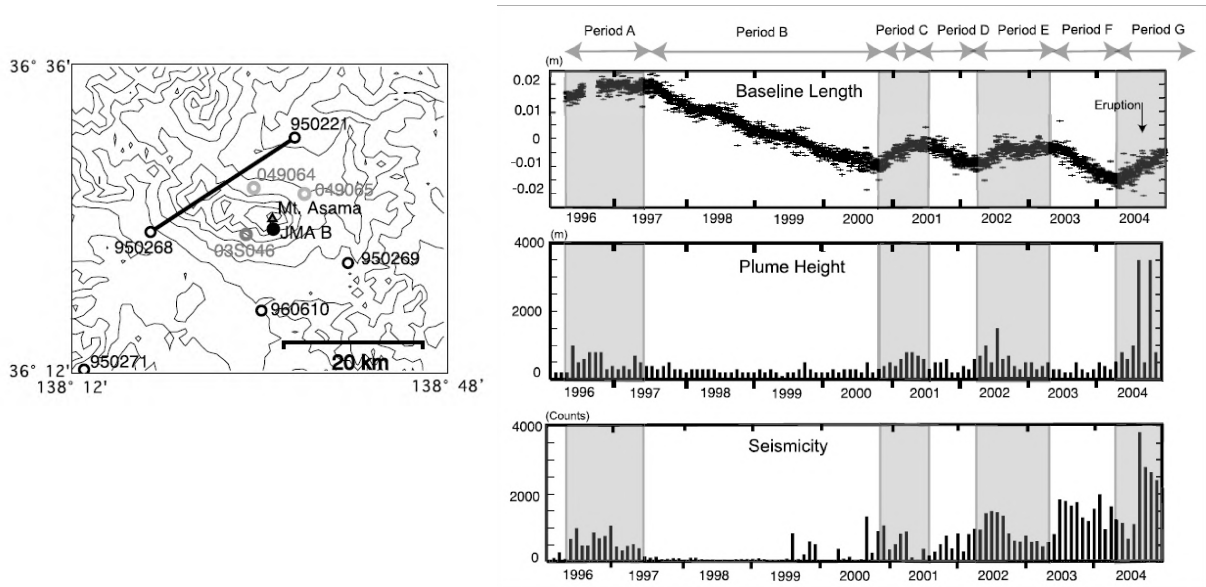 36° 36'
950221
049064
049065
Mt. Asama
JMA B
950268
03S046
950269
960610
950271
20 km
36° 12'
138° 12'
138° 48'
Period A
Period B
Period C
Period D
Period E
Period F
Period G
(m)
0.02
0.01
0
-0.01
-0.02
Baseline Length
Eruption
1996 1997 1998 1999 2000 2001 2002 2003 2004
(m)
4000
2000
0
Plume Height
1996 1997 1998 1999 2000 2001 2002 2003 2004
(Counts)
4000
2000
0
Seismicity
1996 1997 1998 1999 2000 2001 2002 2003 2004